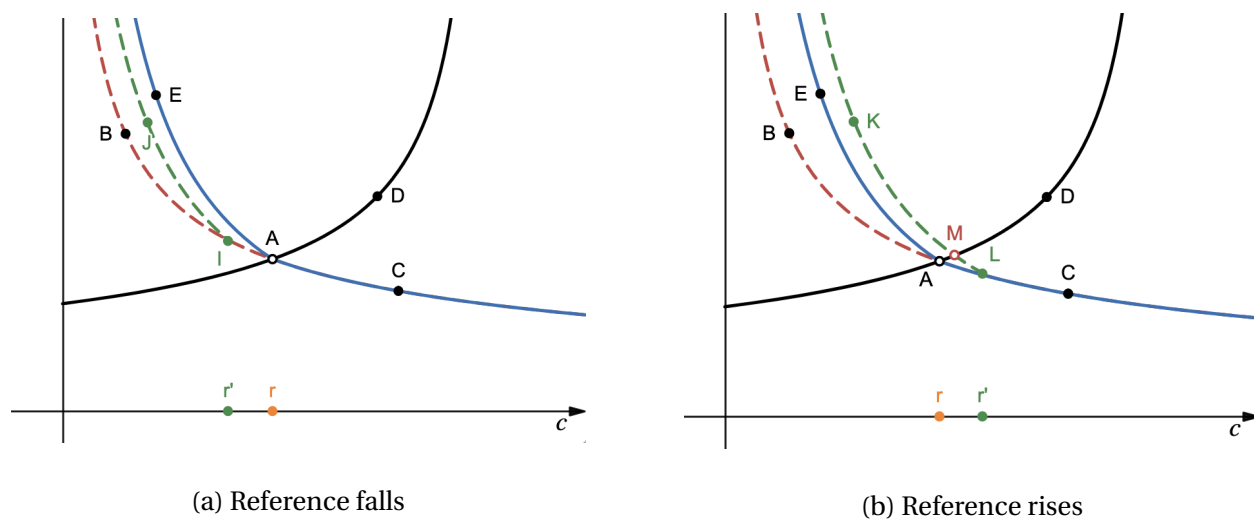 E
B
J
D
A
I
C
r'
r
c
(a) Reference falls
K
E
B
D
M
L
A
C
r
r'
c
(b) Reference rises